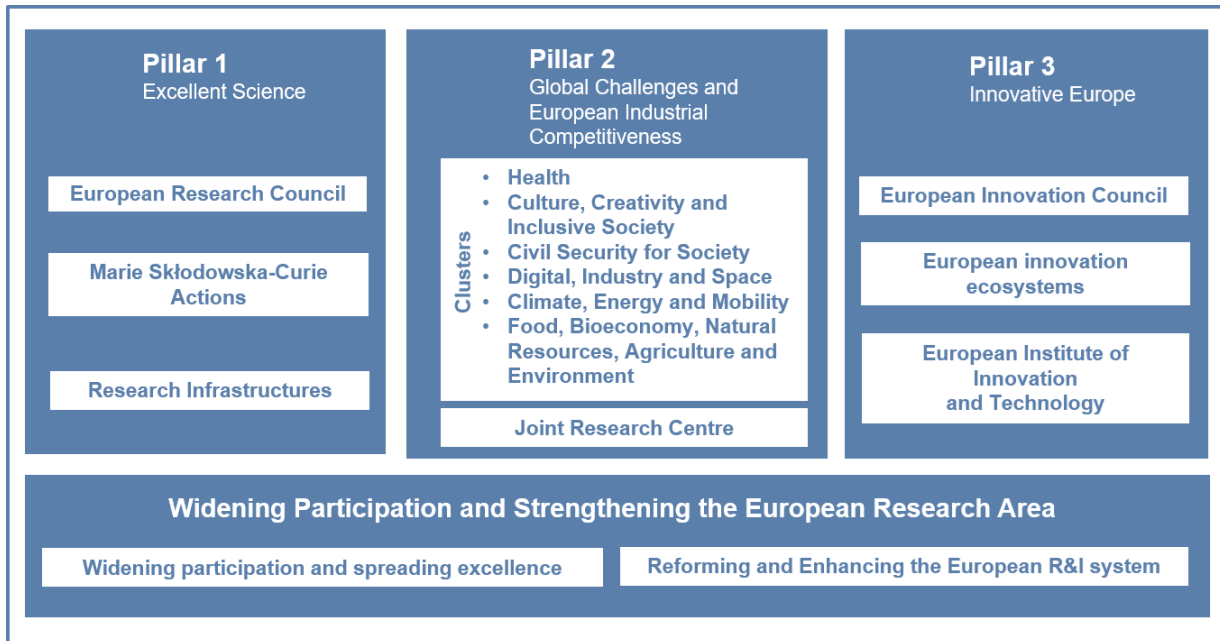 Pillar 1
Excellent Science
European Research Council
Marie Skłodowska-Curie
Actions
Research Infrastructures
Pillar 2
Global Challenges and
European Industrial
Competitiveness
Clusters
• Health
• Culture, Creativity and
Inclusive Society
• Civil Security for Society
• Digital, Industry and Space
• Climate, Energy and Mobility
• Food, Bioeconomy, Natural
Resources, Agriculture and
Environment
Joint Research Centre
Pillar 3
Innovative Europe
European Innovation Council
European innovation
ecosystems
European Institute of
Innovation
and Technology
Widening Participation and Strengthening the European Research Area
Widening participation and spreading excellence
Reforming and Enhancing the European R&I system